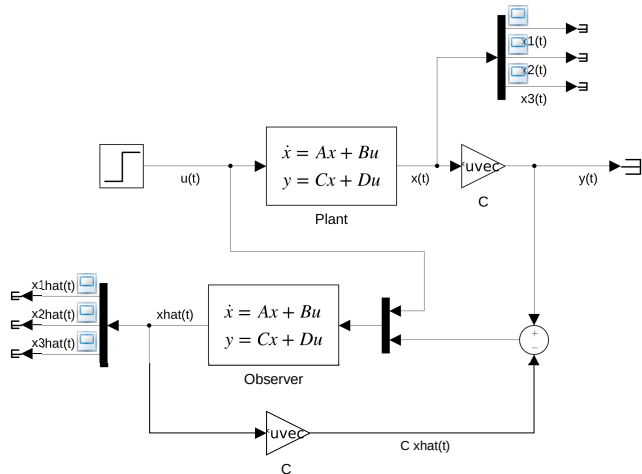 x1(t)
x2(t)
x3(t)
ẋ = Ax + Bu
y = Cx + Du
Plant
u(t)
x(t)
uvec
C
y(t)
x1hat(t)
x2hat(t)
x3hat(t)
xhat(t)
ẋ = Ax + Bu
y = Cx + Du
Observer
+
−
uvec
C
C xhat(t)